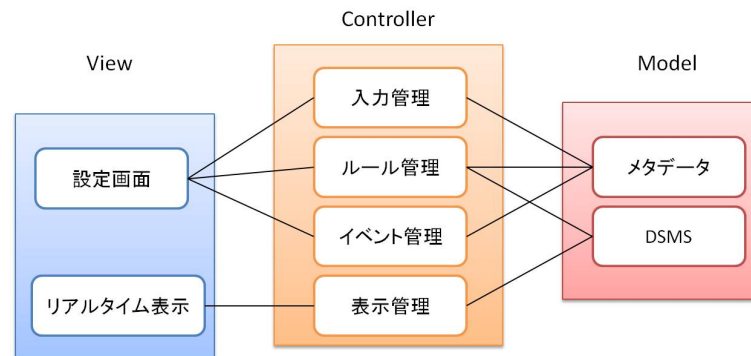 Controller
View
Model
入力管理
設定画面
ルール管理
メタデータ
イベント管理
DSMS
リアルタイム表示
表示管理